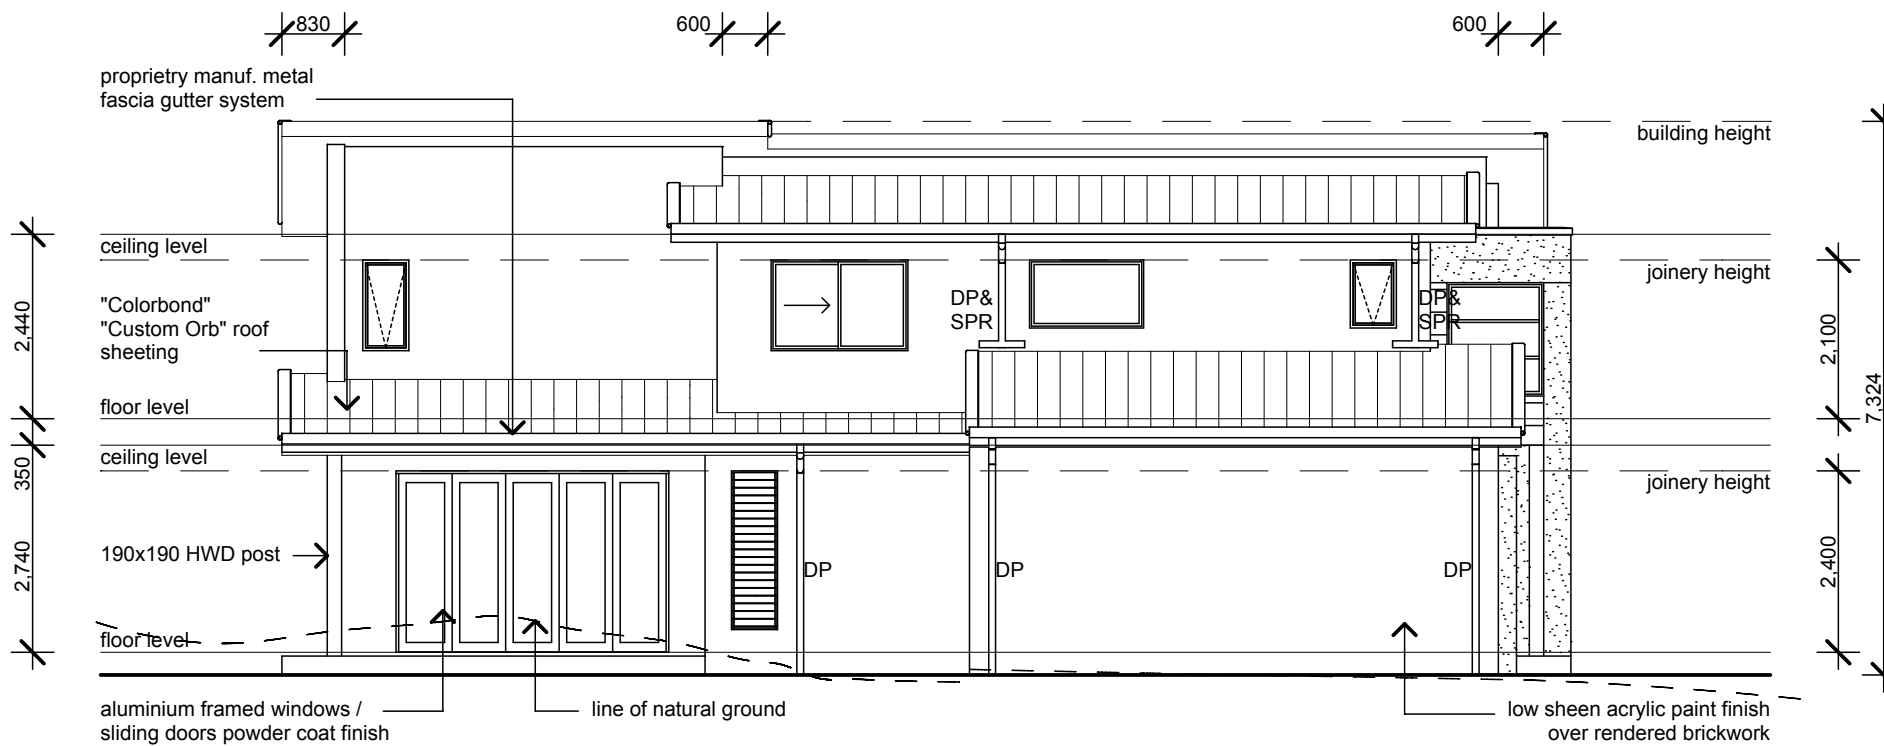 830
600
600
proprietry manuf. metal
fascia gutter system
building height
ceiling level
joinery height
"Colorbond"
"Custom Orb" roof
sheeting
DP&
SPR
DP&
SPR
2,440
2,100
7,324
floor level
ceiling level
350
joinery height
190x190 HWD post
2,740
DP
DP
DP
2,400
floor level
aluminium framed windows /
sliding doors powder coat finish
line of natural ground
low sheen acrylic paint finish
over rendered brickwork